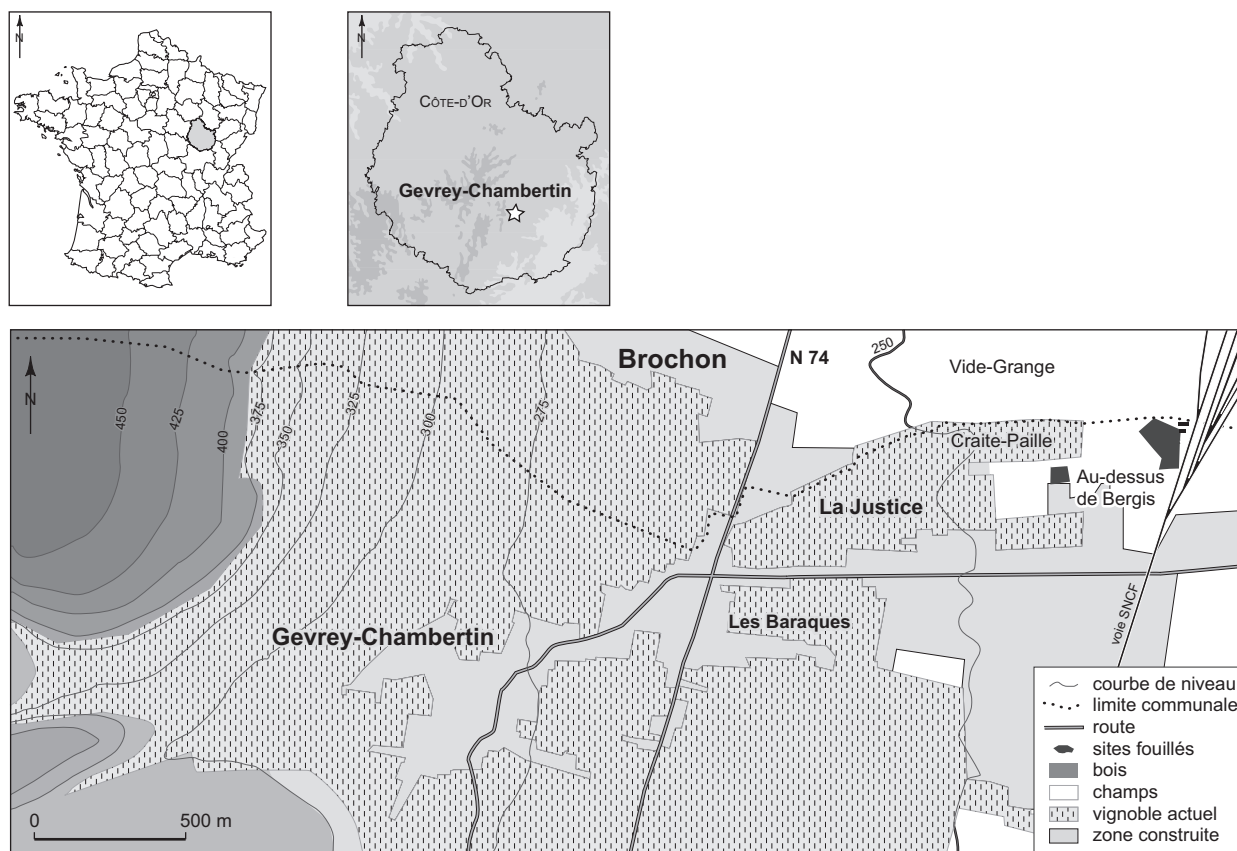 N
N
CÔTE-D'OR
Gevrey-Chambertin
N
Brochon
N 74
250
Vide-Grange
450
425
400
375
350
325
300
275
Craité-Paille
Au-dessus
de Bergis
La Justice
Gevrey-Chambertin
Les Baraques
voie SNCF
0
500 m
courbe de niveau
limite communale
route
sites fouillés
bois
champs
vignoble actuel
zone construite